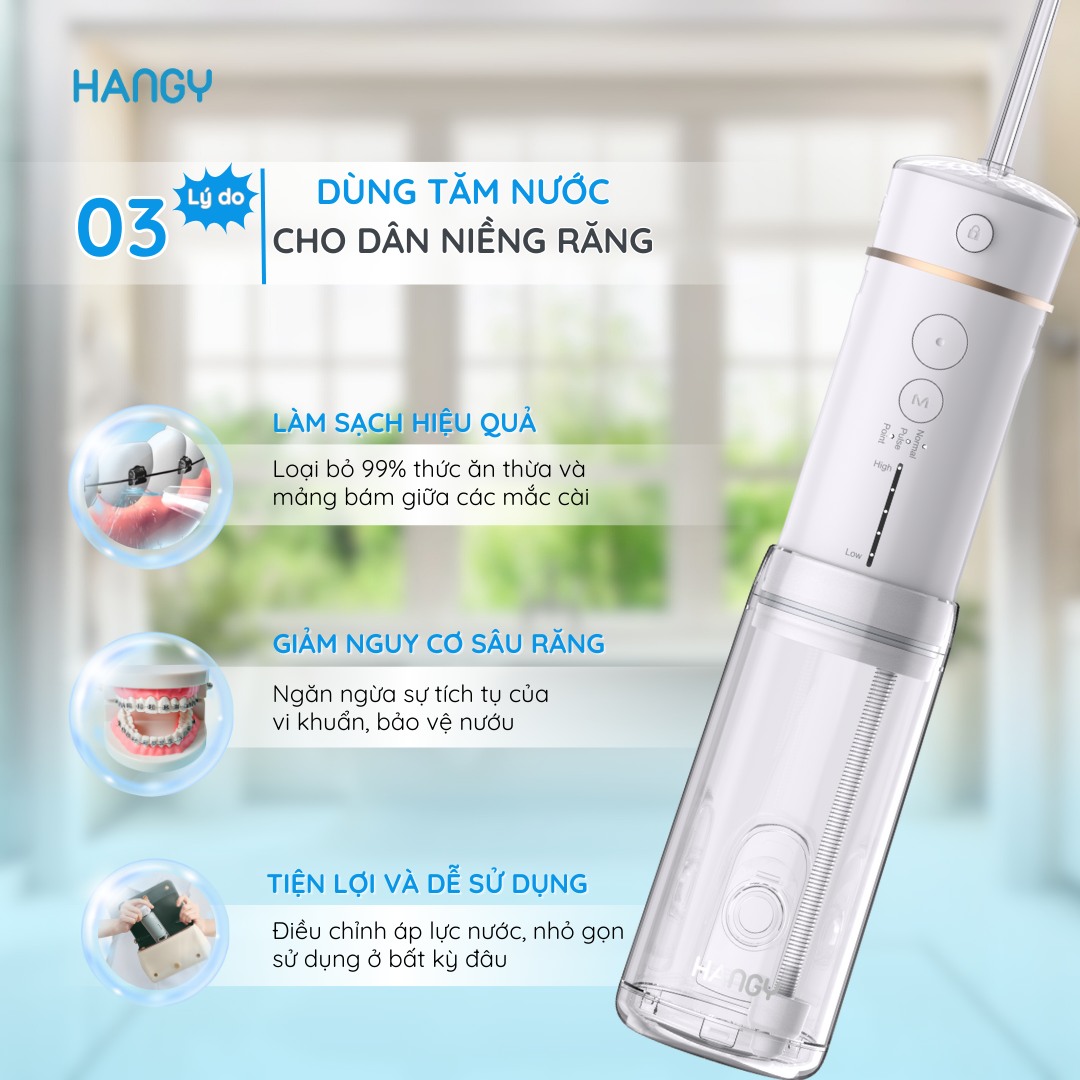 HANGY
03 Lý do
DÙNG TĂM NƯỚC
CHO DÂN NIỀNG RĂNG
LÀM SẠCH HIỆU QUẢ
Loại bỏ 99% thức ăn thừa và
mảng bám giữa các mắc cài
GIẢM NGUY CƠ SÂU RĂNG
Ngăn ngừa sự tích tụ của
vi khuẩn, bảo vệ nướu
TIỆN LỢI VÀ DỄ SỬ DỤNG
Điều chỉnh áp lực nước, nhỏ gọn
sử dụng ở bất kỳ đâu
M
Normal
Pulse
Point
High
Low
HANGY